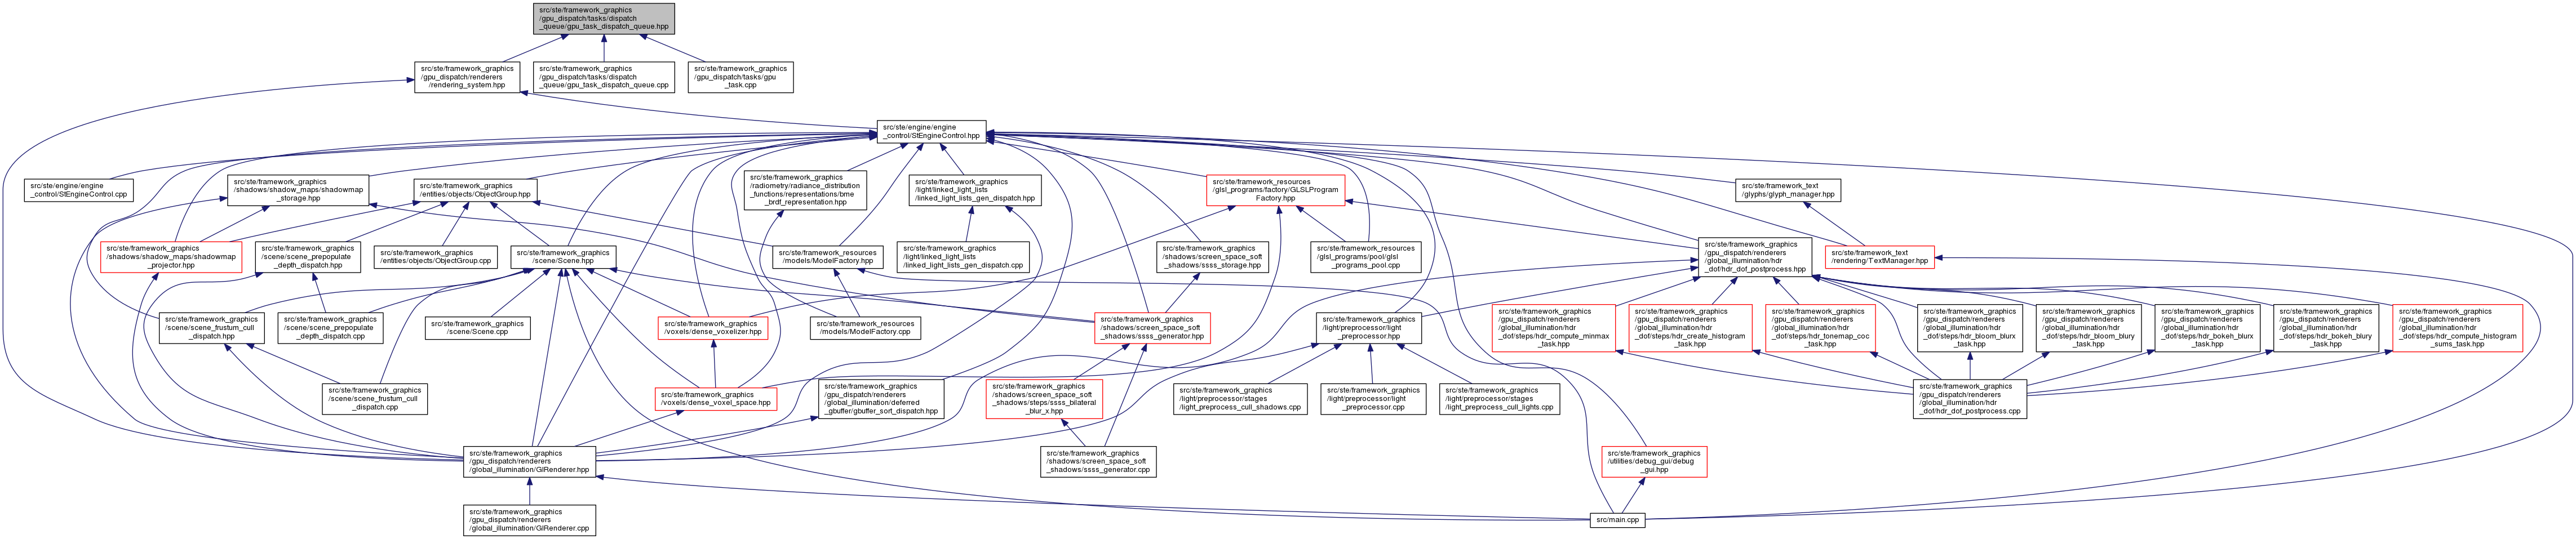 src/ste/framework_graphics
/gpu_dispatch/tasks/dispatch
_queue/gpu_task_dispatch_queue.hpp
src/ste/framework_graphics
/gpu_dispatch/renderers
/rendering_system.hpp
src/ste/framework_graphics
/gpu_dispatch/tasks/dispatch
_queue/gpu_task_dispatch_queue.cpp
src/ste/framework_graphics
/gpu_dispatch/tasks/gpu
_task.cpp
src/ste/engine/engine
_control/StEngineControl.hpp
src/ste/engine/engine
_control/StEngineControl.cpp
src/ste/framework_graphics
/shadows/shadow_maps/shadowmap
_storage.hpp
src/ste/framework_graphics
/entities/objects/ObjectGroup.hpp
src/ste/framework_graphics
/radiometry/radiance_distribution
_functions/representations/bme
_brdf_representation.hpp
src/ste/framework_graphics
/light/linked_light_lists
/linked_light_lists_gen_dispatch.hpp
src/ste/framework_resources
/glsl_programs/factory/GLSLProgram
Factory.hpp
src/ste/framework_text
/glyphs/glyph_manager.hpp
src/ste/framework_graphics
/shadows/shadow_maps/shadowmap
_projector.hpp
src/ste/framework_graphics
/scene/scene_prepopulate
_depth_dispatch.hpp
src/ste/framework_graphics
/entities/objects/ObjectGroup.cpp
src/ste/framework_graphics
/scene/Scene.hpp
src/ste/framework_resources
/models/ModelFactory.hpp
src/ste/framework_graphics
/light/linked_light_lists
/linked_light_lists_gen_dispatch.cpp
src/ste/framework_graphics
/shadows/screen_space_soft
_shadows/ssss_storage.hpp
src/ste/framework_resources
/glsl_programs/pool/glsl
_programs_pool.cpp
src/ste/framework_graphics
/gpu_dispatch/renderers
/global_illumination/hdr
_dof/hdr_dof_postprocess.hpp
src/ste/framework_text
/rendering/TextManager.hpp
src/ste/framework_graphics
/scene/scene_frustum_cull
_dispatch.hpp
src/ste/framework_graphics
/scene/scene_prepopulate
_depth_dispatch.cpp
src/ste/framework_graphics
/scene/Scene.cpp
src/ste/framework_graphics
/voxels/dense_voxelizer.hpp
src/ste/framework_resources
/models/ModelFactory.cpp
src/ste/framework_graphics
/shadows/screen_space_soft
_shadows/ssss_generator.hpp
src/ste/framework_graphics
/light/preprocessor/light
_preprocessor.hpp
src/ste/framework_graphics
/gpu_dispatch/renderers
/global_illumination/hdr
_dof/steps/hdr_compute_minmax
_task.hpp
src/ste/framework_graphics
/gpu_dispatch/renderers
/global_illumination/hdr
_dof/steps/hdr_create_histogram
_task.hpp
src/ste/framework_graphics
/gpu_dispatch/renderers
/global_illumination/hdr
_dof/steps/hdr_tonemap_coc
_task.hpp
src/ste/framework_graphics
/gpu_dispatch/renderers
/global_illumination/hdr
_dof/steps/hdr_bloom_blurx
_task.hpp
src/ste/framework_graphics
/gpu_dispatch/renderers
/global_illumination/hdr
_dof/steps/hdr_bloom_blury
_task.hpp
src/ste/framework_graphics
/gpu_dispatch/renderers
/global_illumination/hdr
_dof/steps/hdr_bokeh_blurx
_task.hpp
src/ste/framework_graphics
/gpu_dispatch/renderers
/global_illumination/hdr
_dof/steps/hdr_bokeh_blury
_task.hpp
src/ste/framework_graphics
/gpu_dispatch/renderers
/global_illumination/hdr
_dof/steps/hdr_compute_histogram
_sums_task.hpp
src/ste/framework_graphics
/scene/scene_frustum_cull
_dispatch.cpp
src/ste/framework_graphics
/voxels/dense_voxel_space.hpp
src/ste/framework_graphics
/gpu_dispatch/renderers
/global_illumination/deferred
_gbuffer/gbuffer_sort_dispatch.hpp
src/ste/framework_graphics
/shadows/screen_space_soft
_shadows/steps/ssss_bilateral
_blur_x.hpp
src/ste/framework_graphics
/light/preprocessor/stages
/light_preprocess_cull_shadows.cpp
src/ste/framework_graphics
/light/preprocessor/light
_preprocessor.cpp
src/ste/framework_graphics
/light/preprocessor/stages
/light_preprocess_cull_lights.cpp
src/ste/framework_graphics
/gpu_dispatch/renderers
/global_illumination/hdr
_dof/hdr_dof_postprocess.cpp
src/ste/framework_graphics
/gpu_dispatch/renderers
/global_illumination/GIRenderer.hpp
src/ste/framework_graphics
/shadows/screen_space_soft
_shadows/ssss_generator.cpp
src/ste/framework_graphics
/utilities/debug_gui/debug
_gui.hpp
src/ste/framework_graphics
/gpu_dispatch/renderers
/global_illumination/GIRenderer.cpp
src/main.cpp